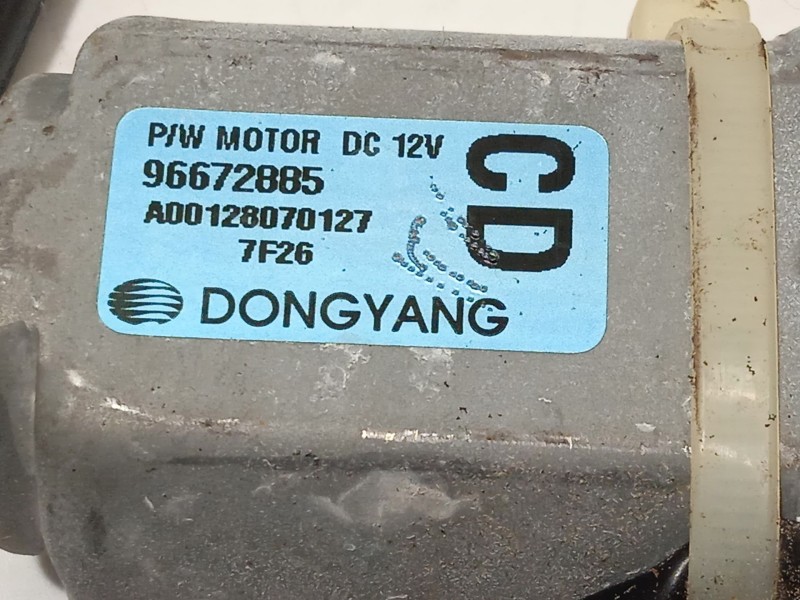 P/W MOTOR DC 12V
96672885
A00128070127
7F26
CD
DONGYANG